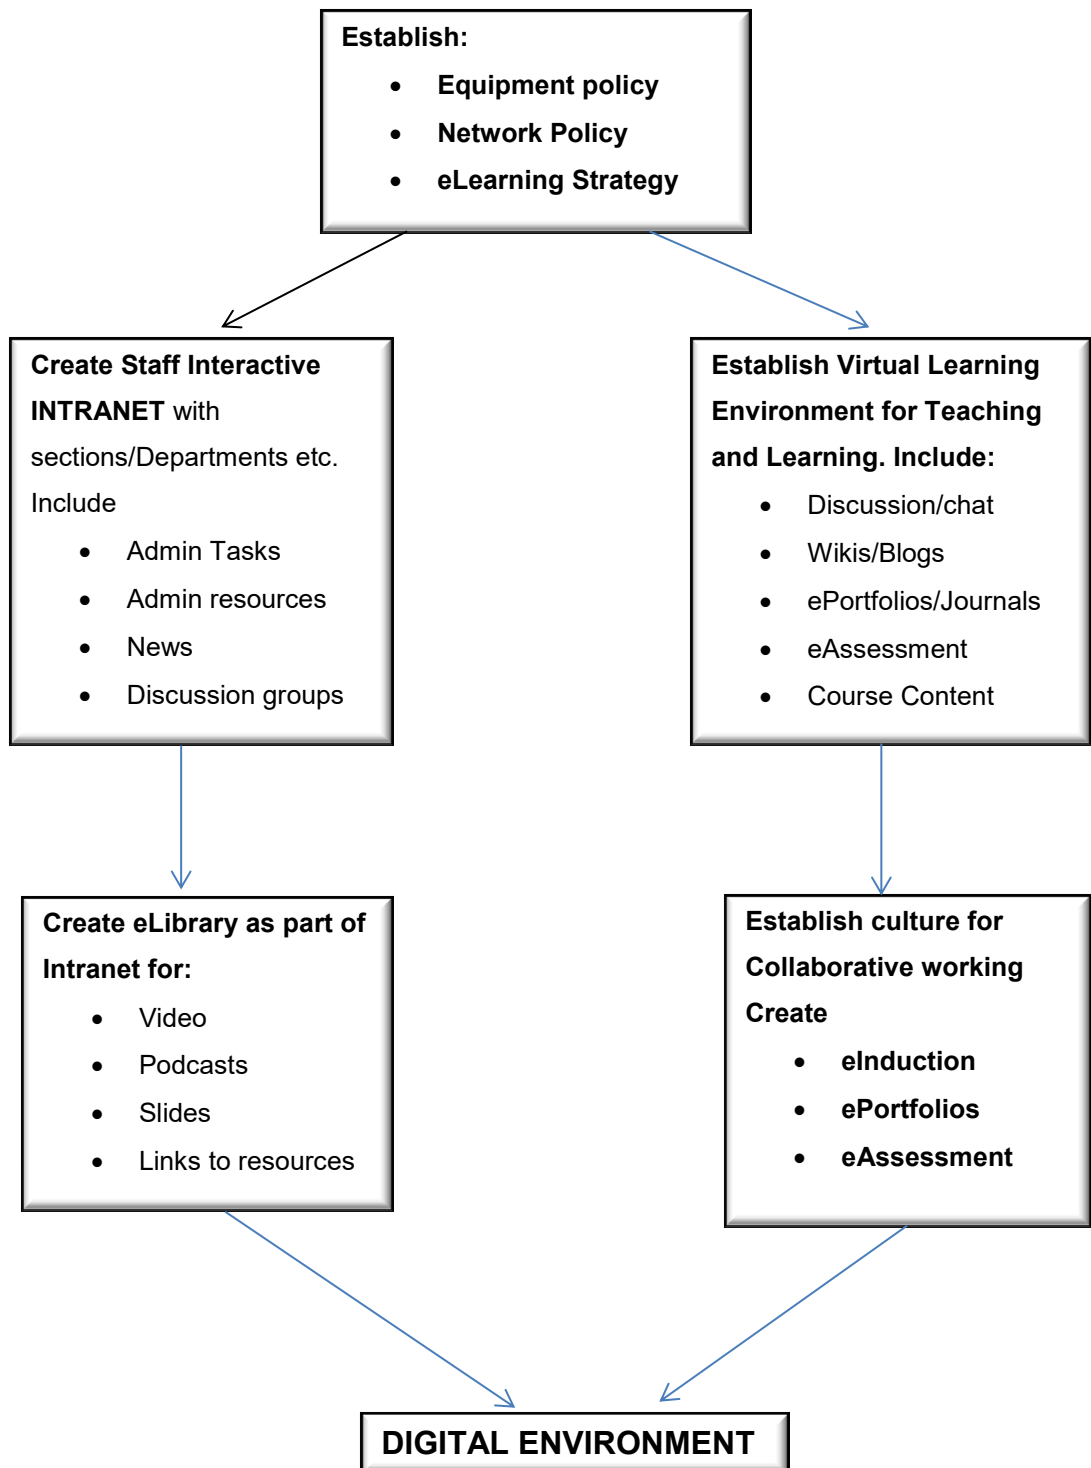 Establish:
• Equipment policy
• Network Policy
• eLearning Strategy
Create Staff Interactive
INTRANET with
sections/Departments etc.
Include
• Admin Tasks
• Admin resources
• News
• Discussion groups
Establish Virtual Learning
Environment for Teaching
and Learning. Include:
• Discussion/chat
• Wikis/Blogs
• ePortfolios/Journals
• eAssessment
• Course Content
Create eLibrary as part of
Intranet for:
• Video
• Podcasts
• Slides
• Links to resources
Establish culture for
Collaborative working
Create
• eInduction
• ePortfolios
• eAssessment
DIGITAL ENVIRONMENT